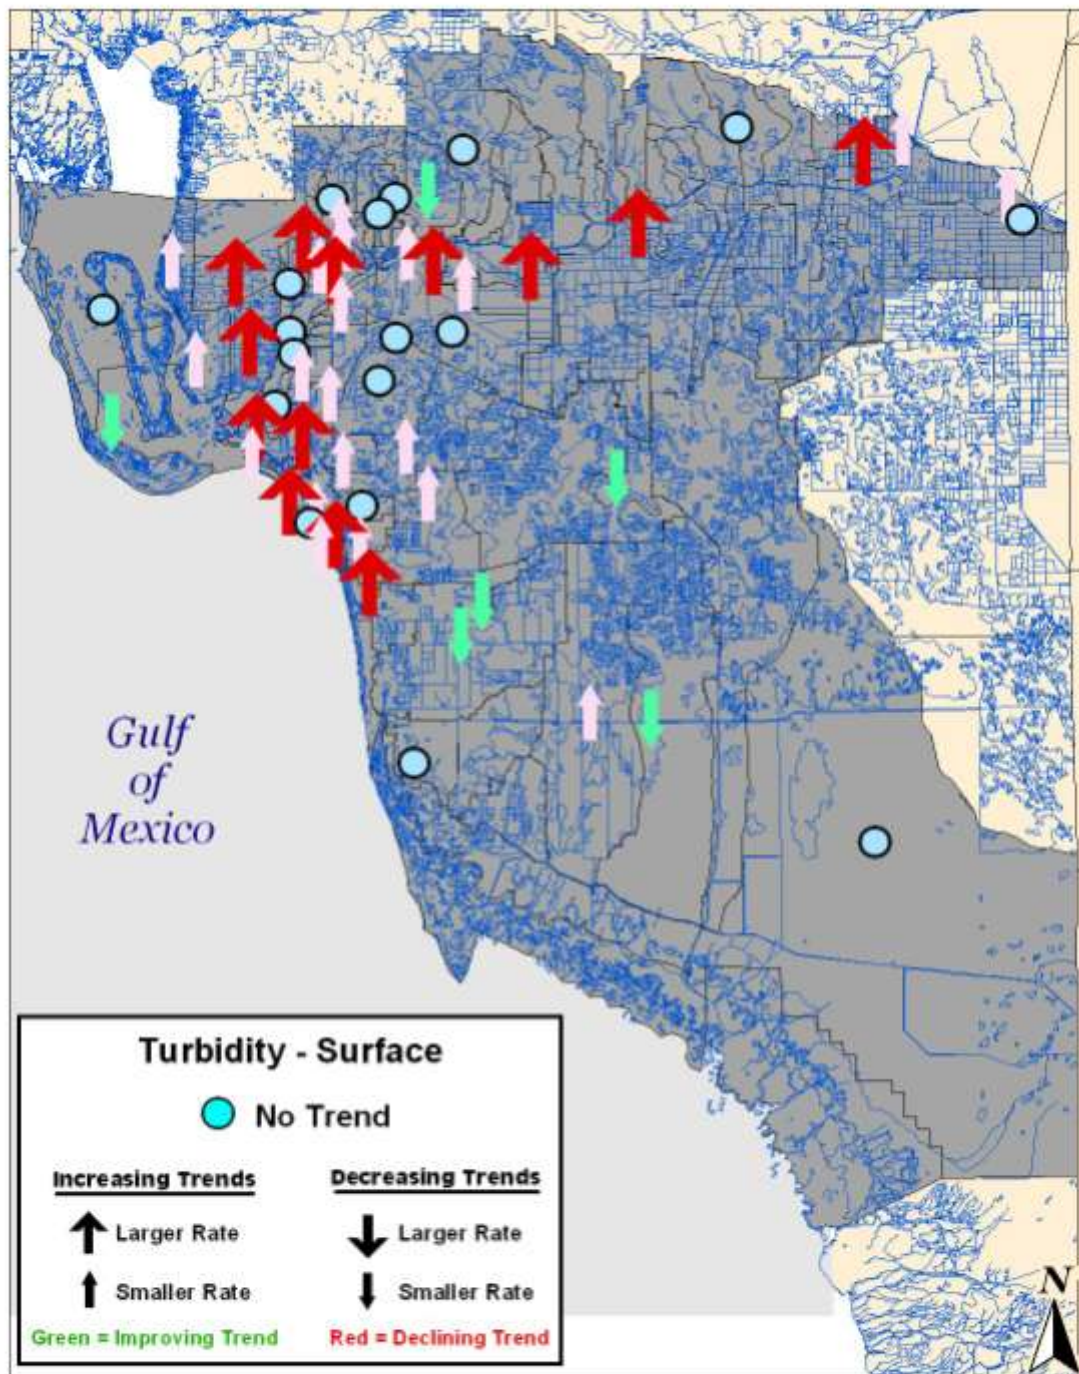 Gulf
of
Mexico
Turbidity - Surface
No Trend
Increasing Trends Decreasing Trends
Larger Rate Larger Rate
Smaller Rate Smaller Rate
Green = Improving Trend Red = Declining Trend
N